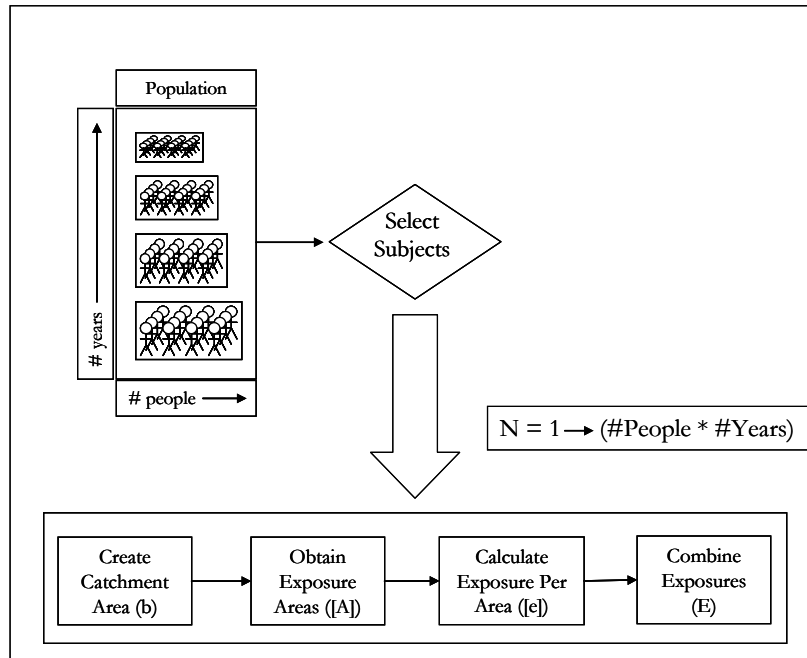 Population
# years
# people
Select
Subjects
N = 1 → (#People * #Years)
Create
Catchment
Area (b)
Obtain
Exposure
Areas ([A])
Calculate
Exposure Per
Area ([e])
Combine
Exposures
(E)